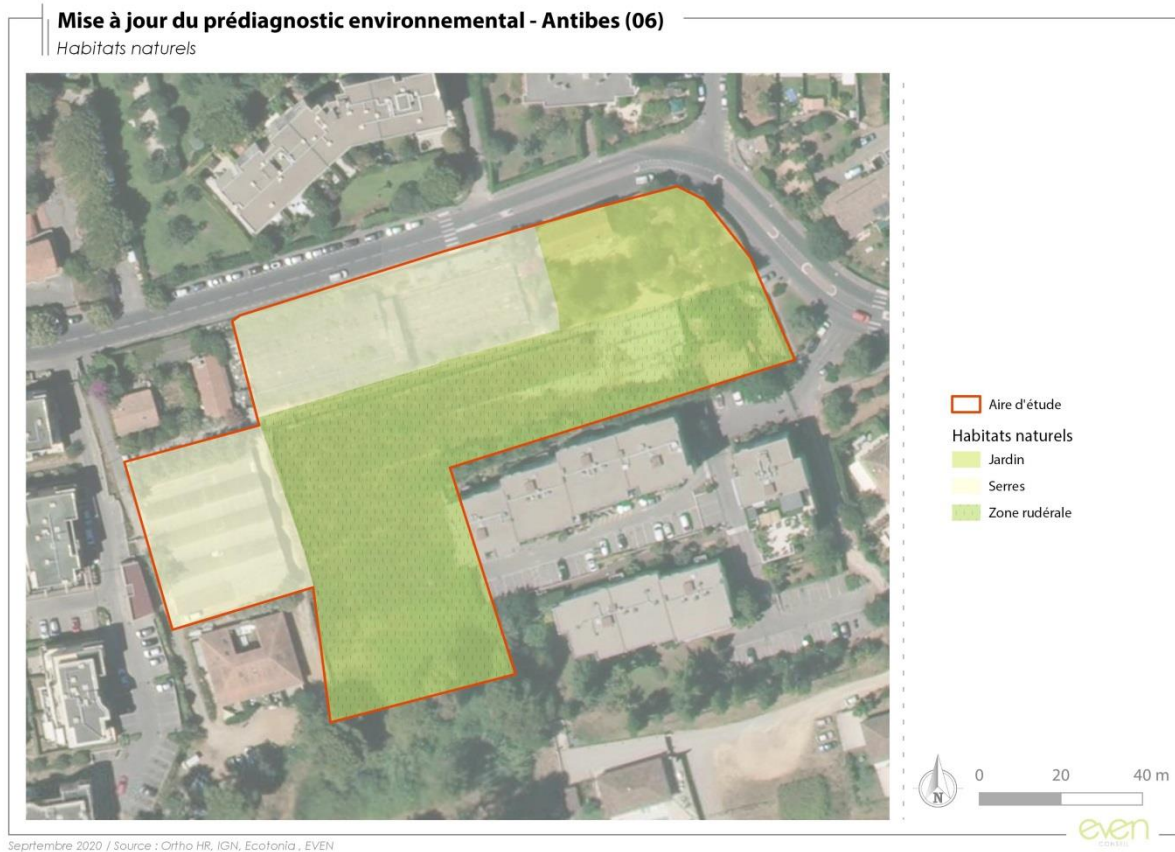 Mise à jour du prédiagnostic environnemental - Antibes (06)
Habitats naturels
Aire d'étude
Habitats naturels
Jardin
Serres
Zone rudérale
N
0 20 40 m
even
CONSEIL
Seprtembre 2020 / Source : Ortho HR, IGN, Ecotonia , EVEN